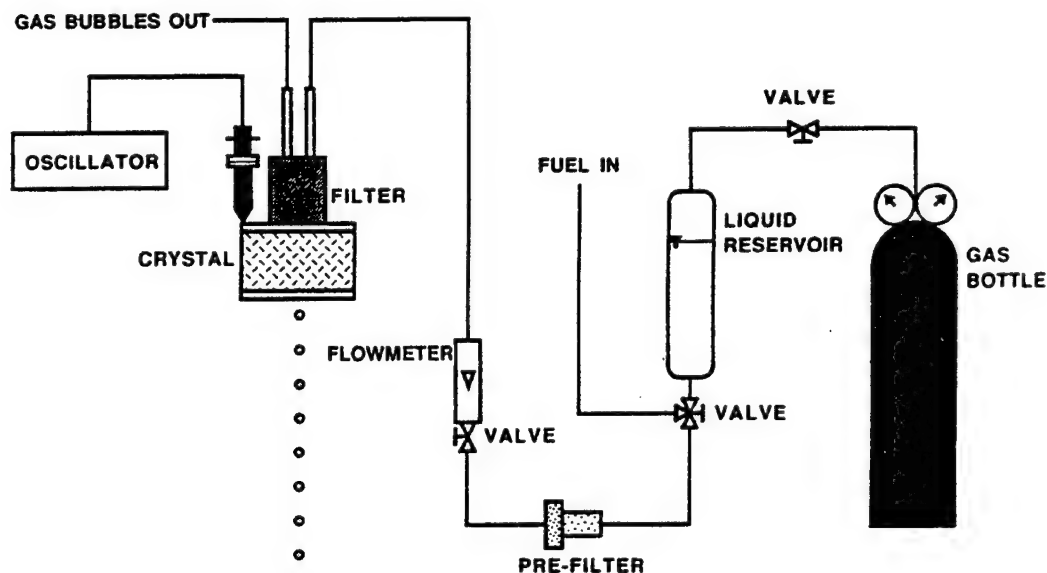 GAS BUBBLES OUT
OSCILLATOR
FILTER
CRYSTAL
FLOWMETER
VALVE
PRE-FILTER
FUEL IN
VALVE
LIQUID
RESERVOIR
VALVE
GAS
BOTTLE